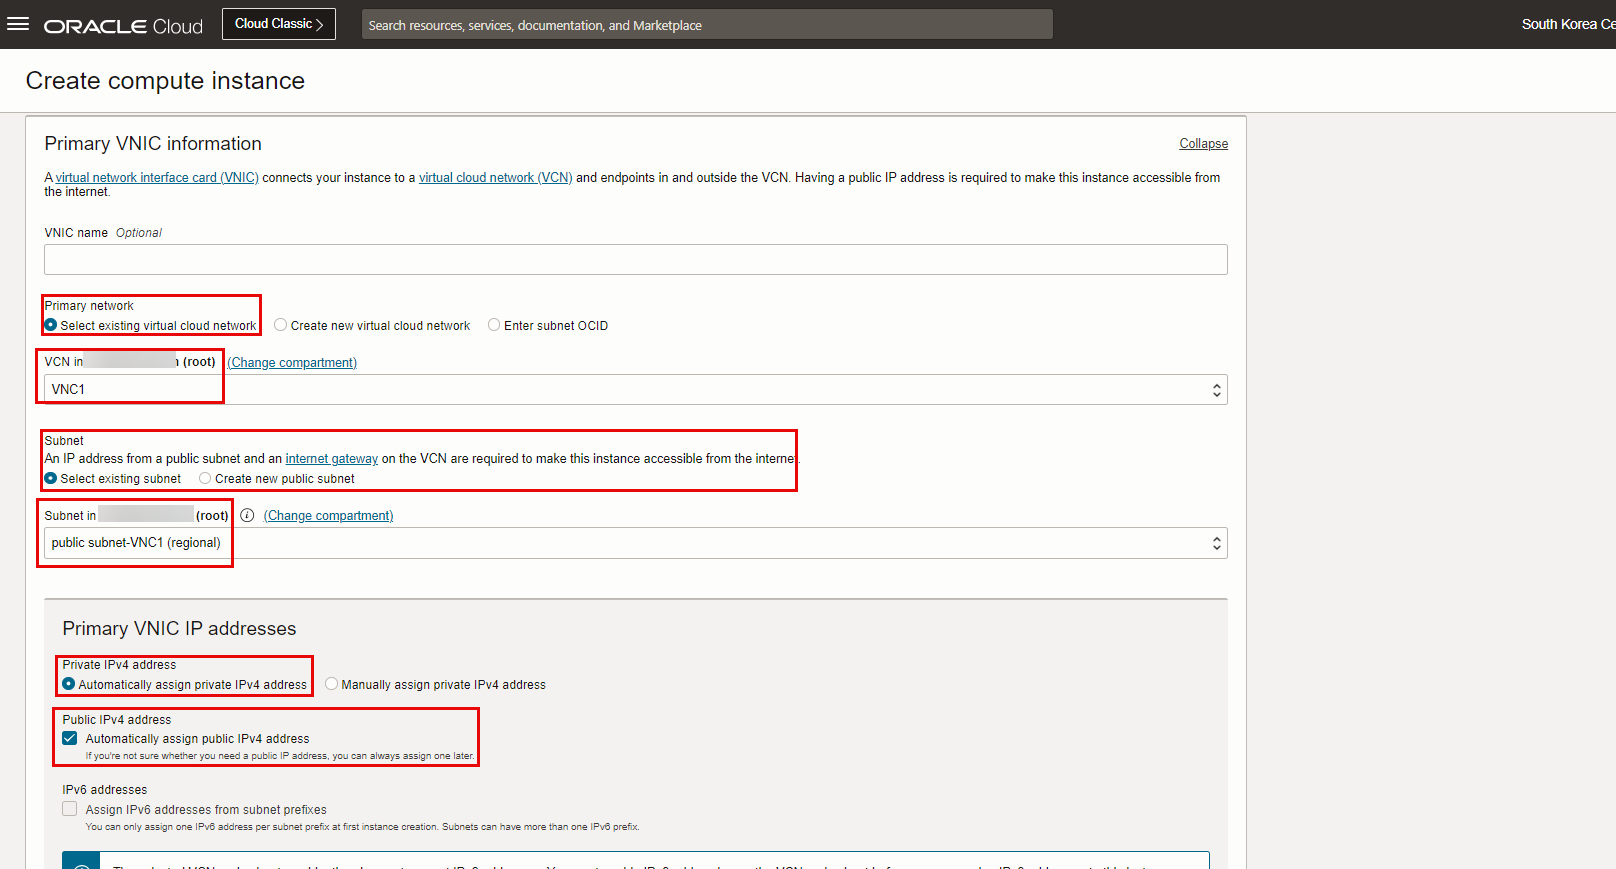 ORACLE Cloud
Cloud Classic >
Search resources, services, documentation, and Marketplace
South Korea Ce
Create compute instance
Primary VNIC information
Collapse
A virtual network interface card (VNIC) connects your instance to a virtual cloud network (VCN) and endpoints in and outside the VCN. Having a public IP address is required to make this instance accessible from
the internet.
VNIC name Optional
Primary network
Select existing virtual cloud network
Create new virtual cloud network
Enter subnet OCID
VCN in (root) (Change compartment)
VNC1
Subnet
An IP address from a public subnet and an internet gateway on the VCN are required to make this instance accessible from the internet.
Select existing subnet
Create new public subnet
Subnet in (root) (Change compartment)
public subnet-VNC1 (regional)
Primary VNIC IP addresses
Private IPv4 address
Automatically assign private IPv4 address
Manually assign private IPv4 address
Public IPv4 address
Automatically assign public IPv4 address
If you're not sure whether you need a public IP address, you can always assign one later.
IPv6 addresses
Assign IPv6 addresses from subnet prefixes
You can only assign one IPv6 address per subnet prefix at first instance creation. Subnets can have more than one IPv6 prefix.